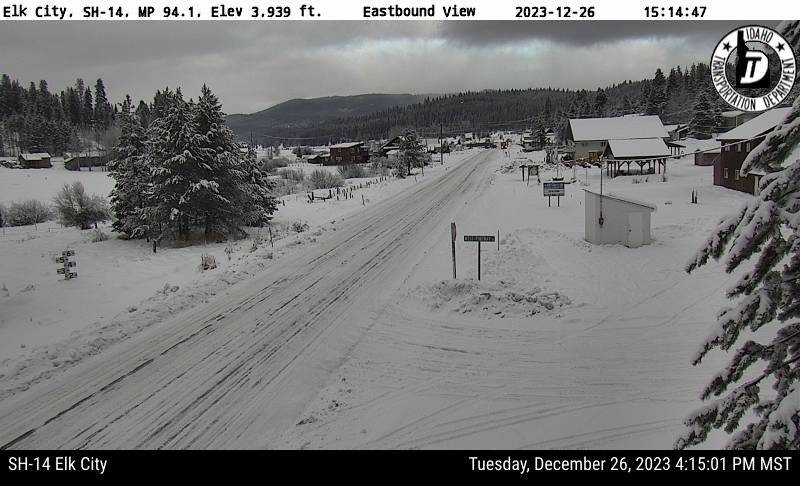 Elk City, SH-14, MP 94.1, Elev 3,939 ft. Eastbound View 2023-12-26 15:14:47
IDAHO
TRANSPORTATION DEPARTMENT
SH-14 Elk City Tuesday, December 26, 2023 4:15:01 PM MST